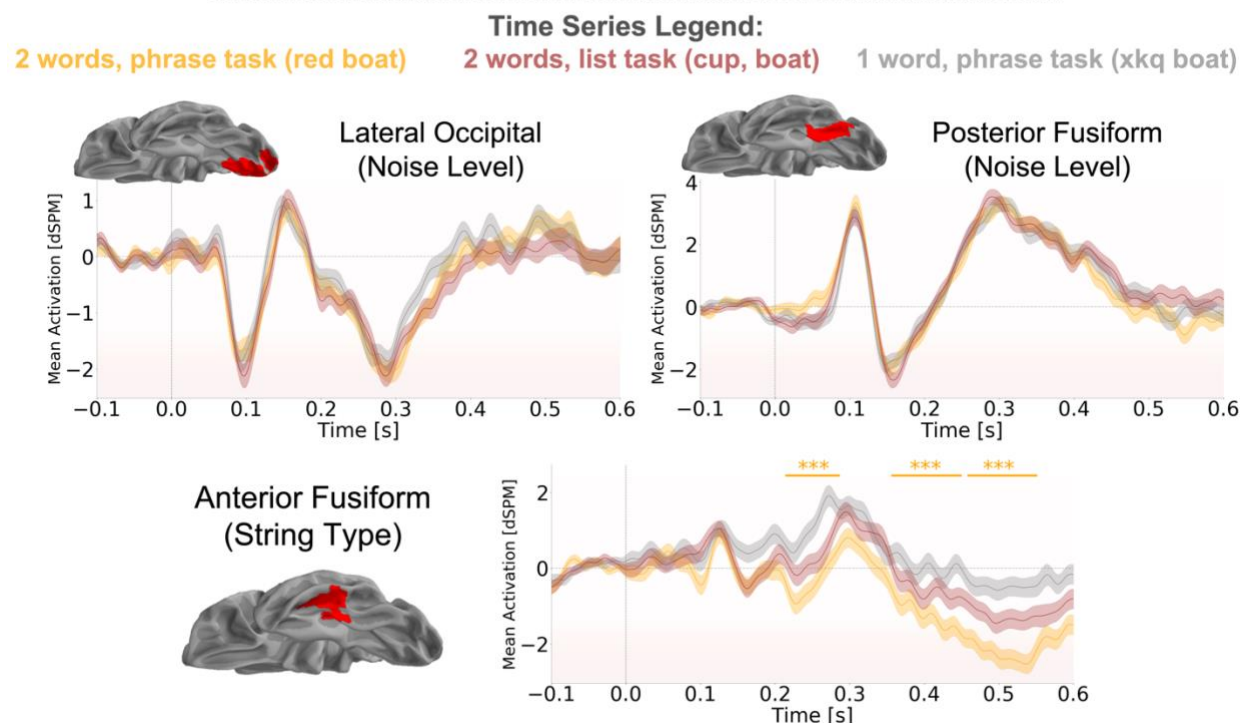 Time Series Legend:
2 words, phrase task (red boat) 2 words, list task (cup, boat) 1 word, phrase task (xkq boat)
Lateral Occipital
(Noise Level)
Mean Activation [dSPM]
1
0
−1
−2
−0.1 0.0 0.1 0.2 0.3 0.4 0.5 0.6
Time [s]
Posterior Fusiform
(Noise Level)
Mean Activation [dSPM]
4
2
0
−2
−0.1 0.0 0.1 0.2 0.3 0.4 0.5 0.6
Time [s]
Anterior Fusiform
(String Type)
*** *** ***
Mean Activation [dSPM]
2
0
−2
−0.1 0.0 0.1 0.2 0.3 0.4 0.5 0.6
Time [s]